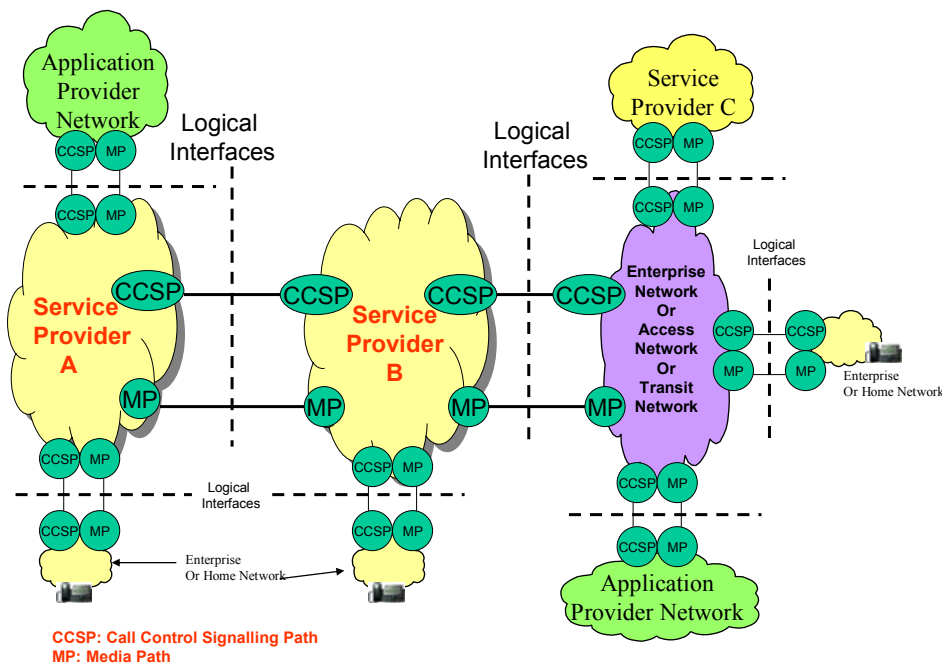 Application
Provider
Network
Service
Provider C
Logical
Interfaces
Logical
Interfaces
CCSP MP
CCSP MP
CCSP MP
CCSP MP
Logical
Interfaces
Enterprise
Network
Or
Access
Network
Or
Transit
Network
CCSP CCSP
CCSP CCSP
Service
Provider
A
Service
Provider
B
CCSP CCSP
MP MP
Enterprise
Or Home Network
MP MP
MP MP
CCSP MP
CCSP MP
CCSP MP
Logical
Interfaces
CCSP MP
CCSP MP
CCSP MP
Enterprise
Or Home Network
Application
Provider Network
CCSP: Call Control Signalling Path
MP: Media Path